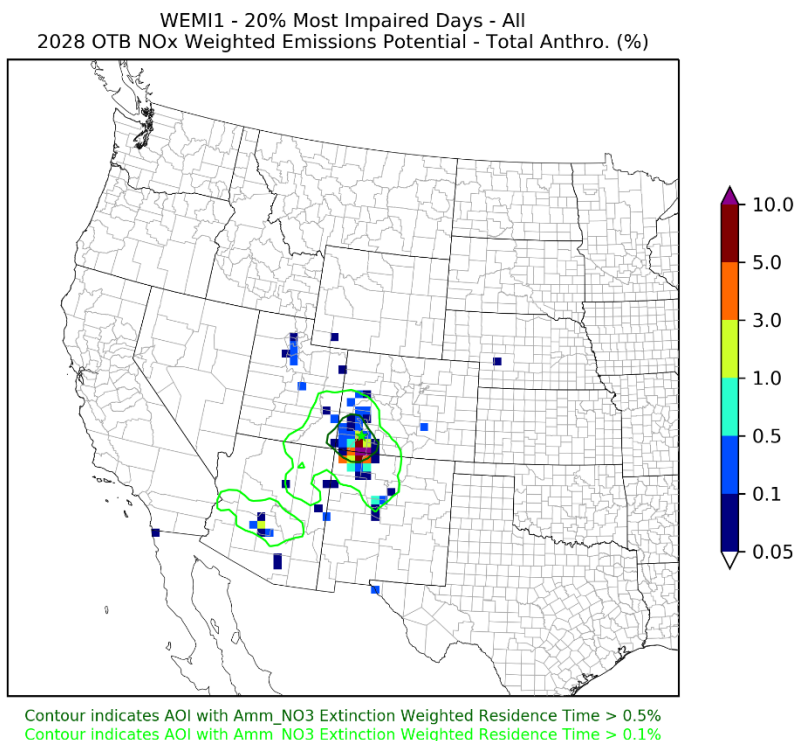 WEMI1 - 20% Most Impaired Days - All
2028 OTB NOx Weighted Emissions Potential - Total Anthro. (%)
10.0
5.0
3.0
1.0
0.5
0.1
0.05
Contour indicates AOI with Amm_NO3 Extinction Weighted Residence Time > 0.5%
Contour indicates AOI with Amm_NO3 Extinction Weighted Residence Time > 0.1%